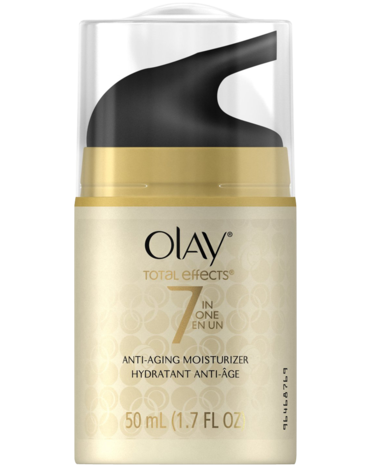 OLAY®
TOTAL effects®
7 IN
ONE
EN UN
ANTI-AGING MOISTURIZER
HYDRATANT ANTI-ÂGE
50 mL (1.7 FL OZ)